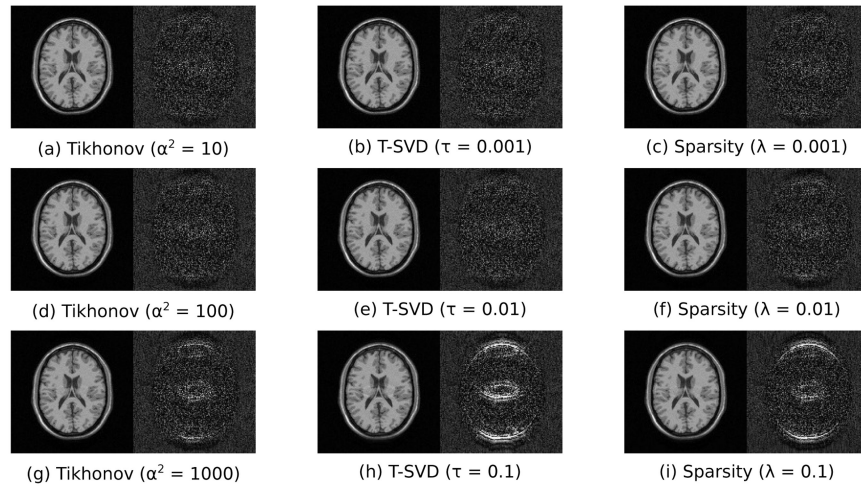 (a) Tikhonov (α² = 10)
(b) T-SVD (τ = 0.001)
(c) Sparsity (λ = 0.001)
(d) Tikhonov (α² = 100)
(e) T-SVD (τ = 0.01)
(f) Sparsity (λ = 0.01)
(g) Tikhonov (α² = 1000)
(h) T-SVD (τ = 0.1)
(i) Sparsity (λ = 0.1)